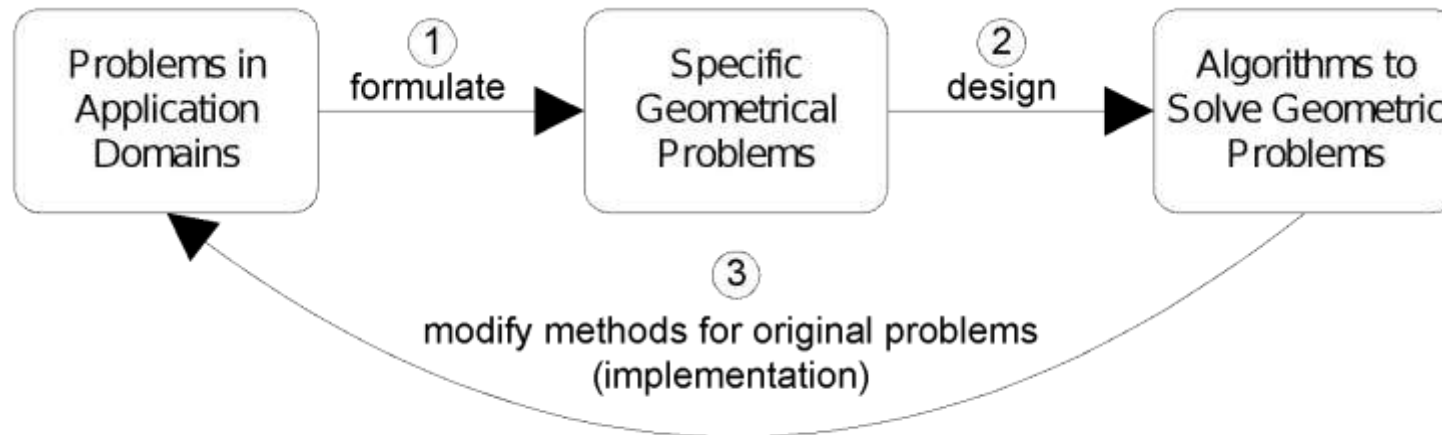 Problems in
Application
Domains
1
formulate
Specific
Geometrical
Problems
2
design
Algorithms to
Solve Geometric
Problems
3
modify methods for original problems
(implementation)